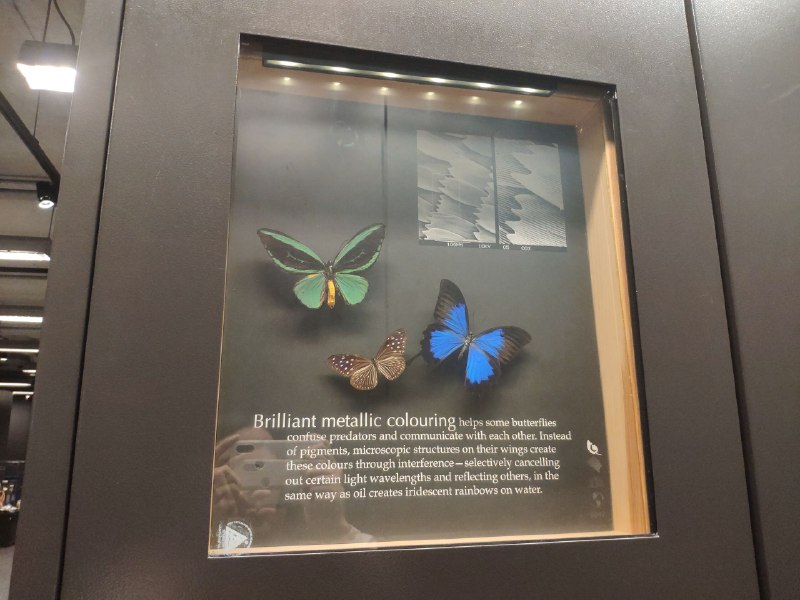 Brilliant metallic colouring helps some butterflies
confuse predators and communicate with each other. Instead
of pigments, microscopic structures on their wings create
these colours through interference—selectively cancelling
out certain light wavelengths and reflecting others, in the
same way as oil creates iridescent rainbows on water.